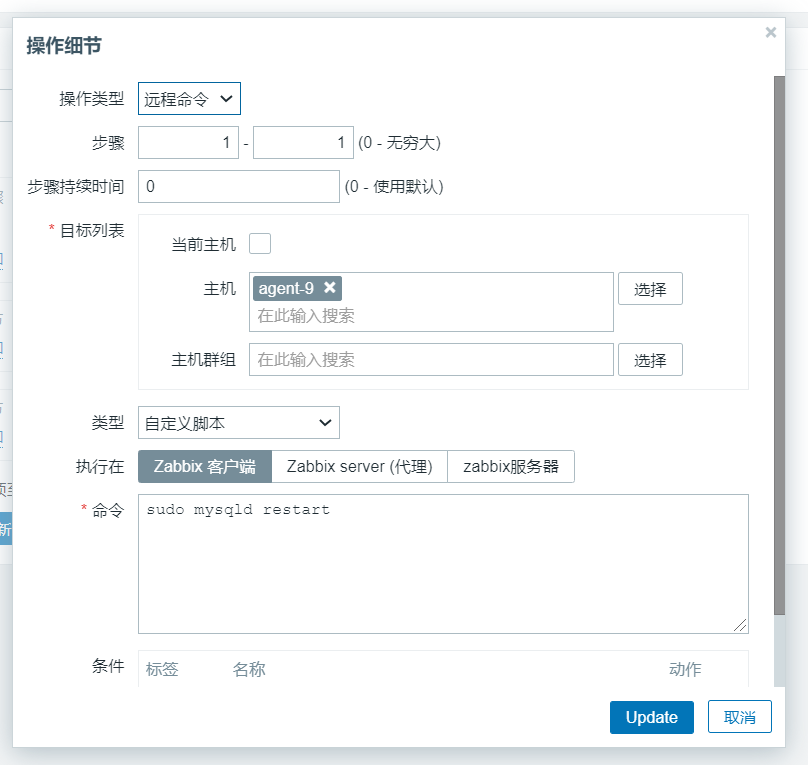 操作细节
操作类型 远程命令
步骤 1 - 1 (0 - 无穷大)
步骤持续时间 0 (0 - 使用默认)
* 目标列表
当前主机
主机 agent-9 选择
在此输入搜索
主机群组 在此输入搜索 选择
类型 自定义脚本
执行在 Zabbix 客户端 Zabbix server (代理) zabbix服务器
* 命令 sudo mysqld restart
条件 标签 名称 动作
Update 取消